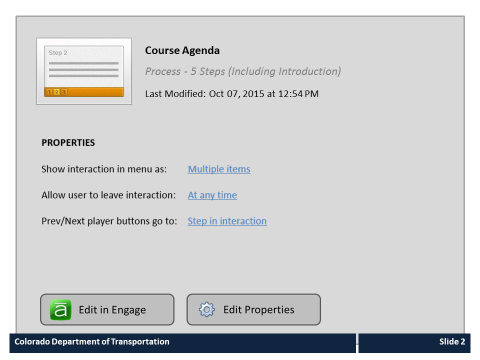 Step 2
Course Agenda
Process - 5 Steps (Including Introduction)
Last Modified: Oct 07, 2015 at 12:54 PM
PROPERTIES
Show interaction in menu as: Multiple items
Allow user to leave interaction: At any time
Prev/Next player buttons go to: Step in interaction
Edit in Engage
Edit Properties
Colorado Department of Transportation
Slide 2